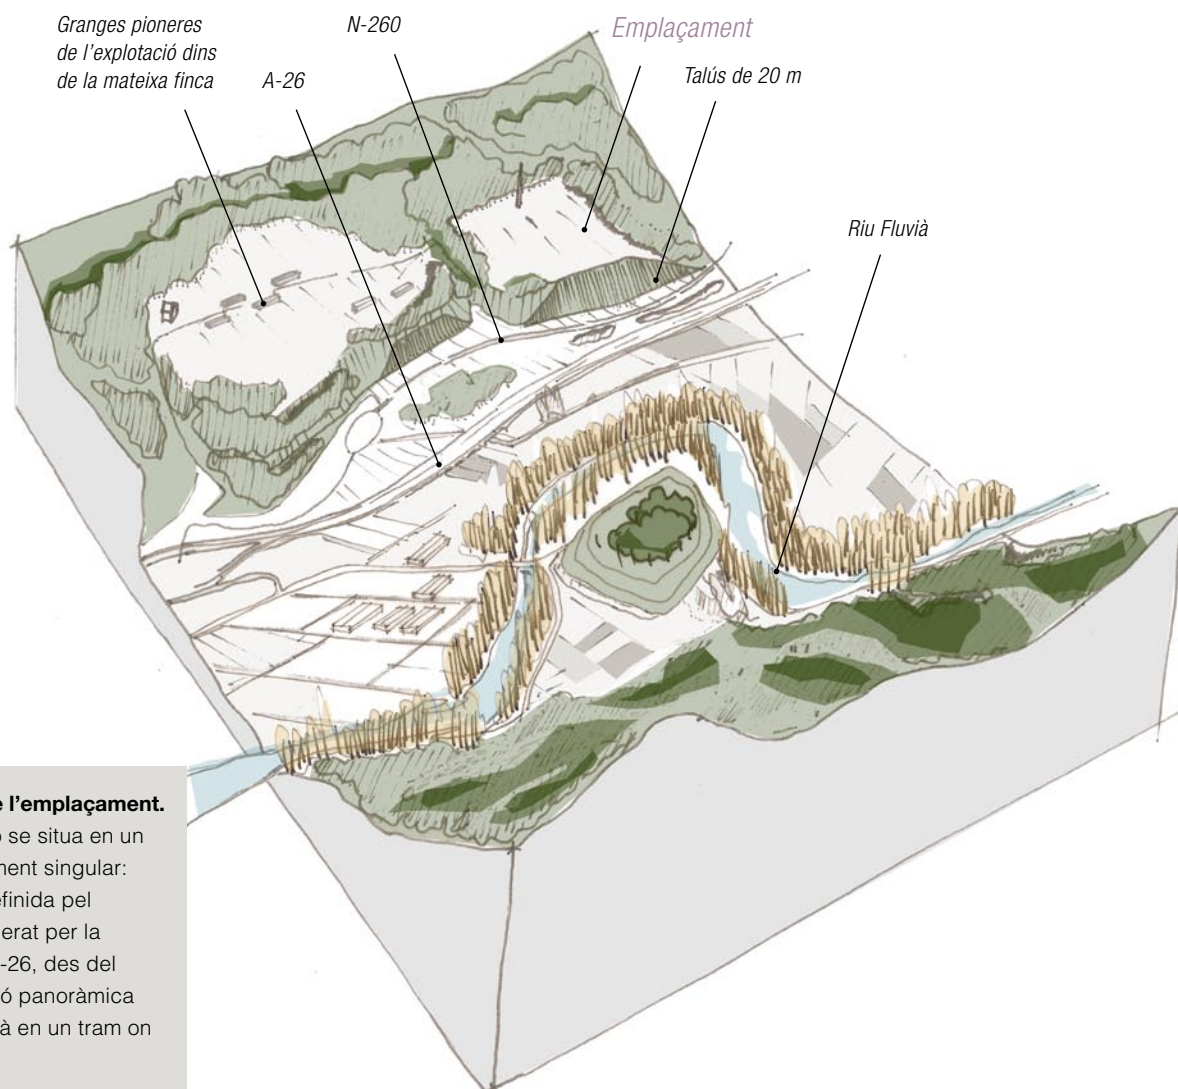 Granges pioneres
de l'explotació dins
de la mateixa finca
A-26
N-260
Emplaçament
Talús de 20 m
Riu Fluvià
e l'emplaçament.
se situa en un
ment singular:
efinida pel
erat per la
-26, des del
ó panoràmica
à en un tram on